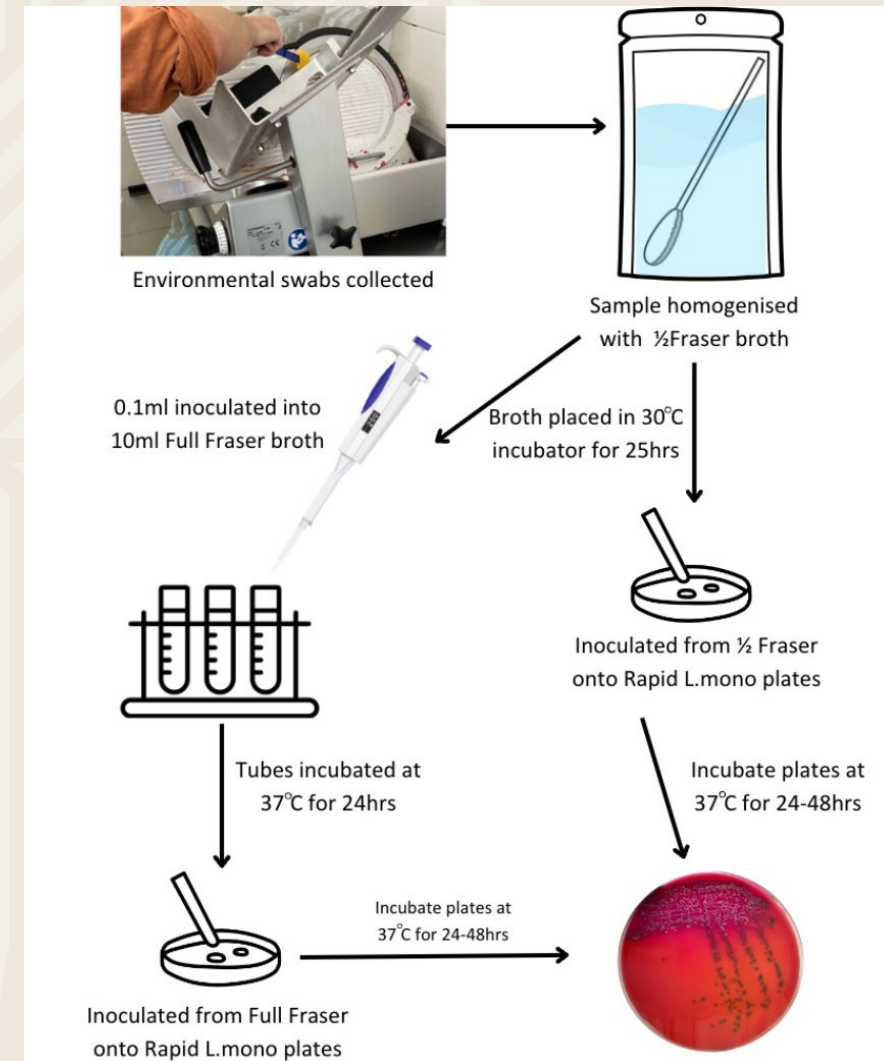 Environmental swabs collected
Sample homogenised
with ½Fraser broth
0.1ml inoculated into
10ml Full Fraser broth
Broth placed in 30°C
incubator for 25hrs
Inoculated from ½ Fraser
onto Rapid L.mono plates
Tubes incubated at
37°C for 24hrs
Incubate plates at
37°C for 24-48hrs
Incubate plates at
37°C for 24-48hrs
Inoculated from Full Fraser
onto Rapid L.mono plates